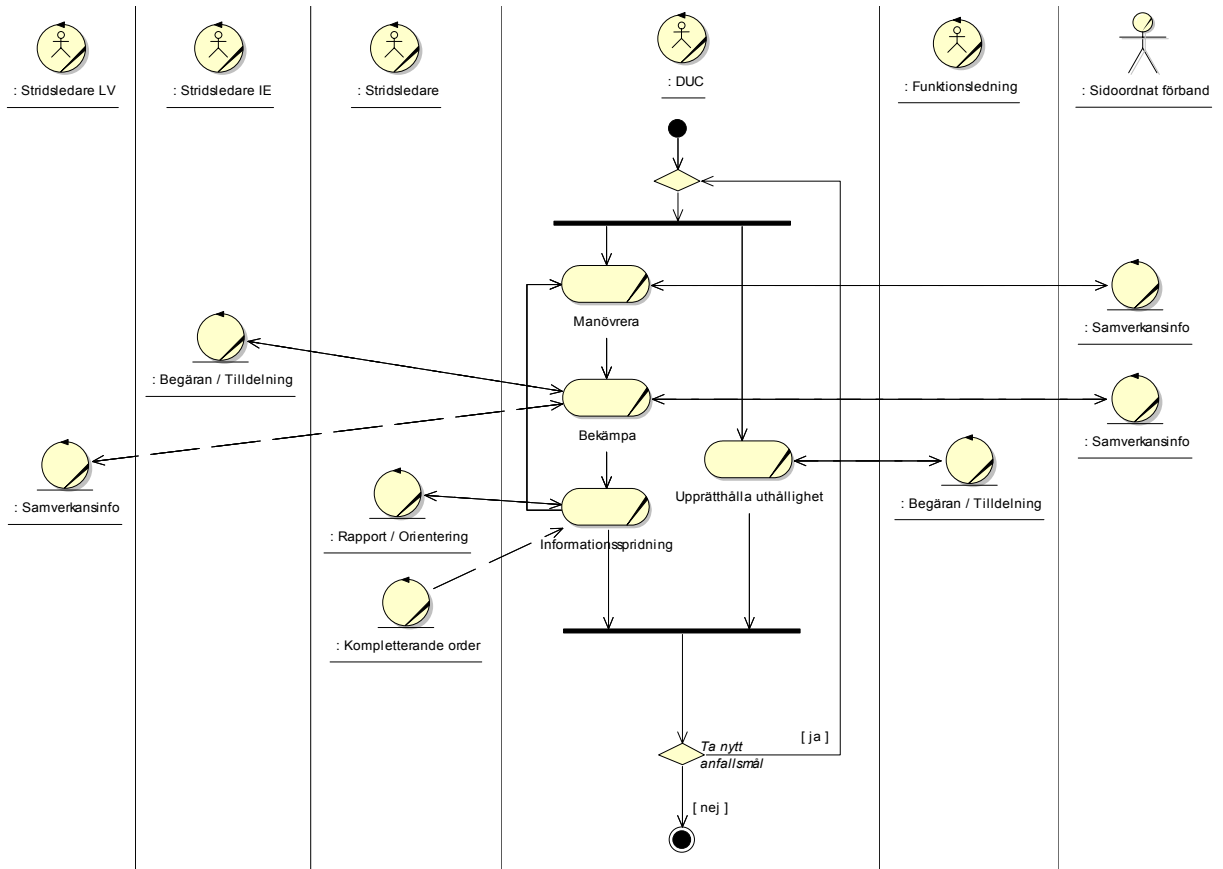 : Stridsledare LV
: Stridsledare IE
: Stridsledare
: DUC
: Funktionsledning
: Sidoordnat förband
Manövrera
: Samverkansinfo
: Begäran / Tilldelning
Bekämpa
: Samverkansinfo
: Samverkansinfo
: Rapport / Orientering
Informationsspridning
Upprätthålla uthållighet
: Begäran / Tilldelning
: Kompletterande order
Ta nytt
anfallsmål
[ ja ]
[ nej ]